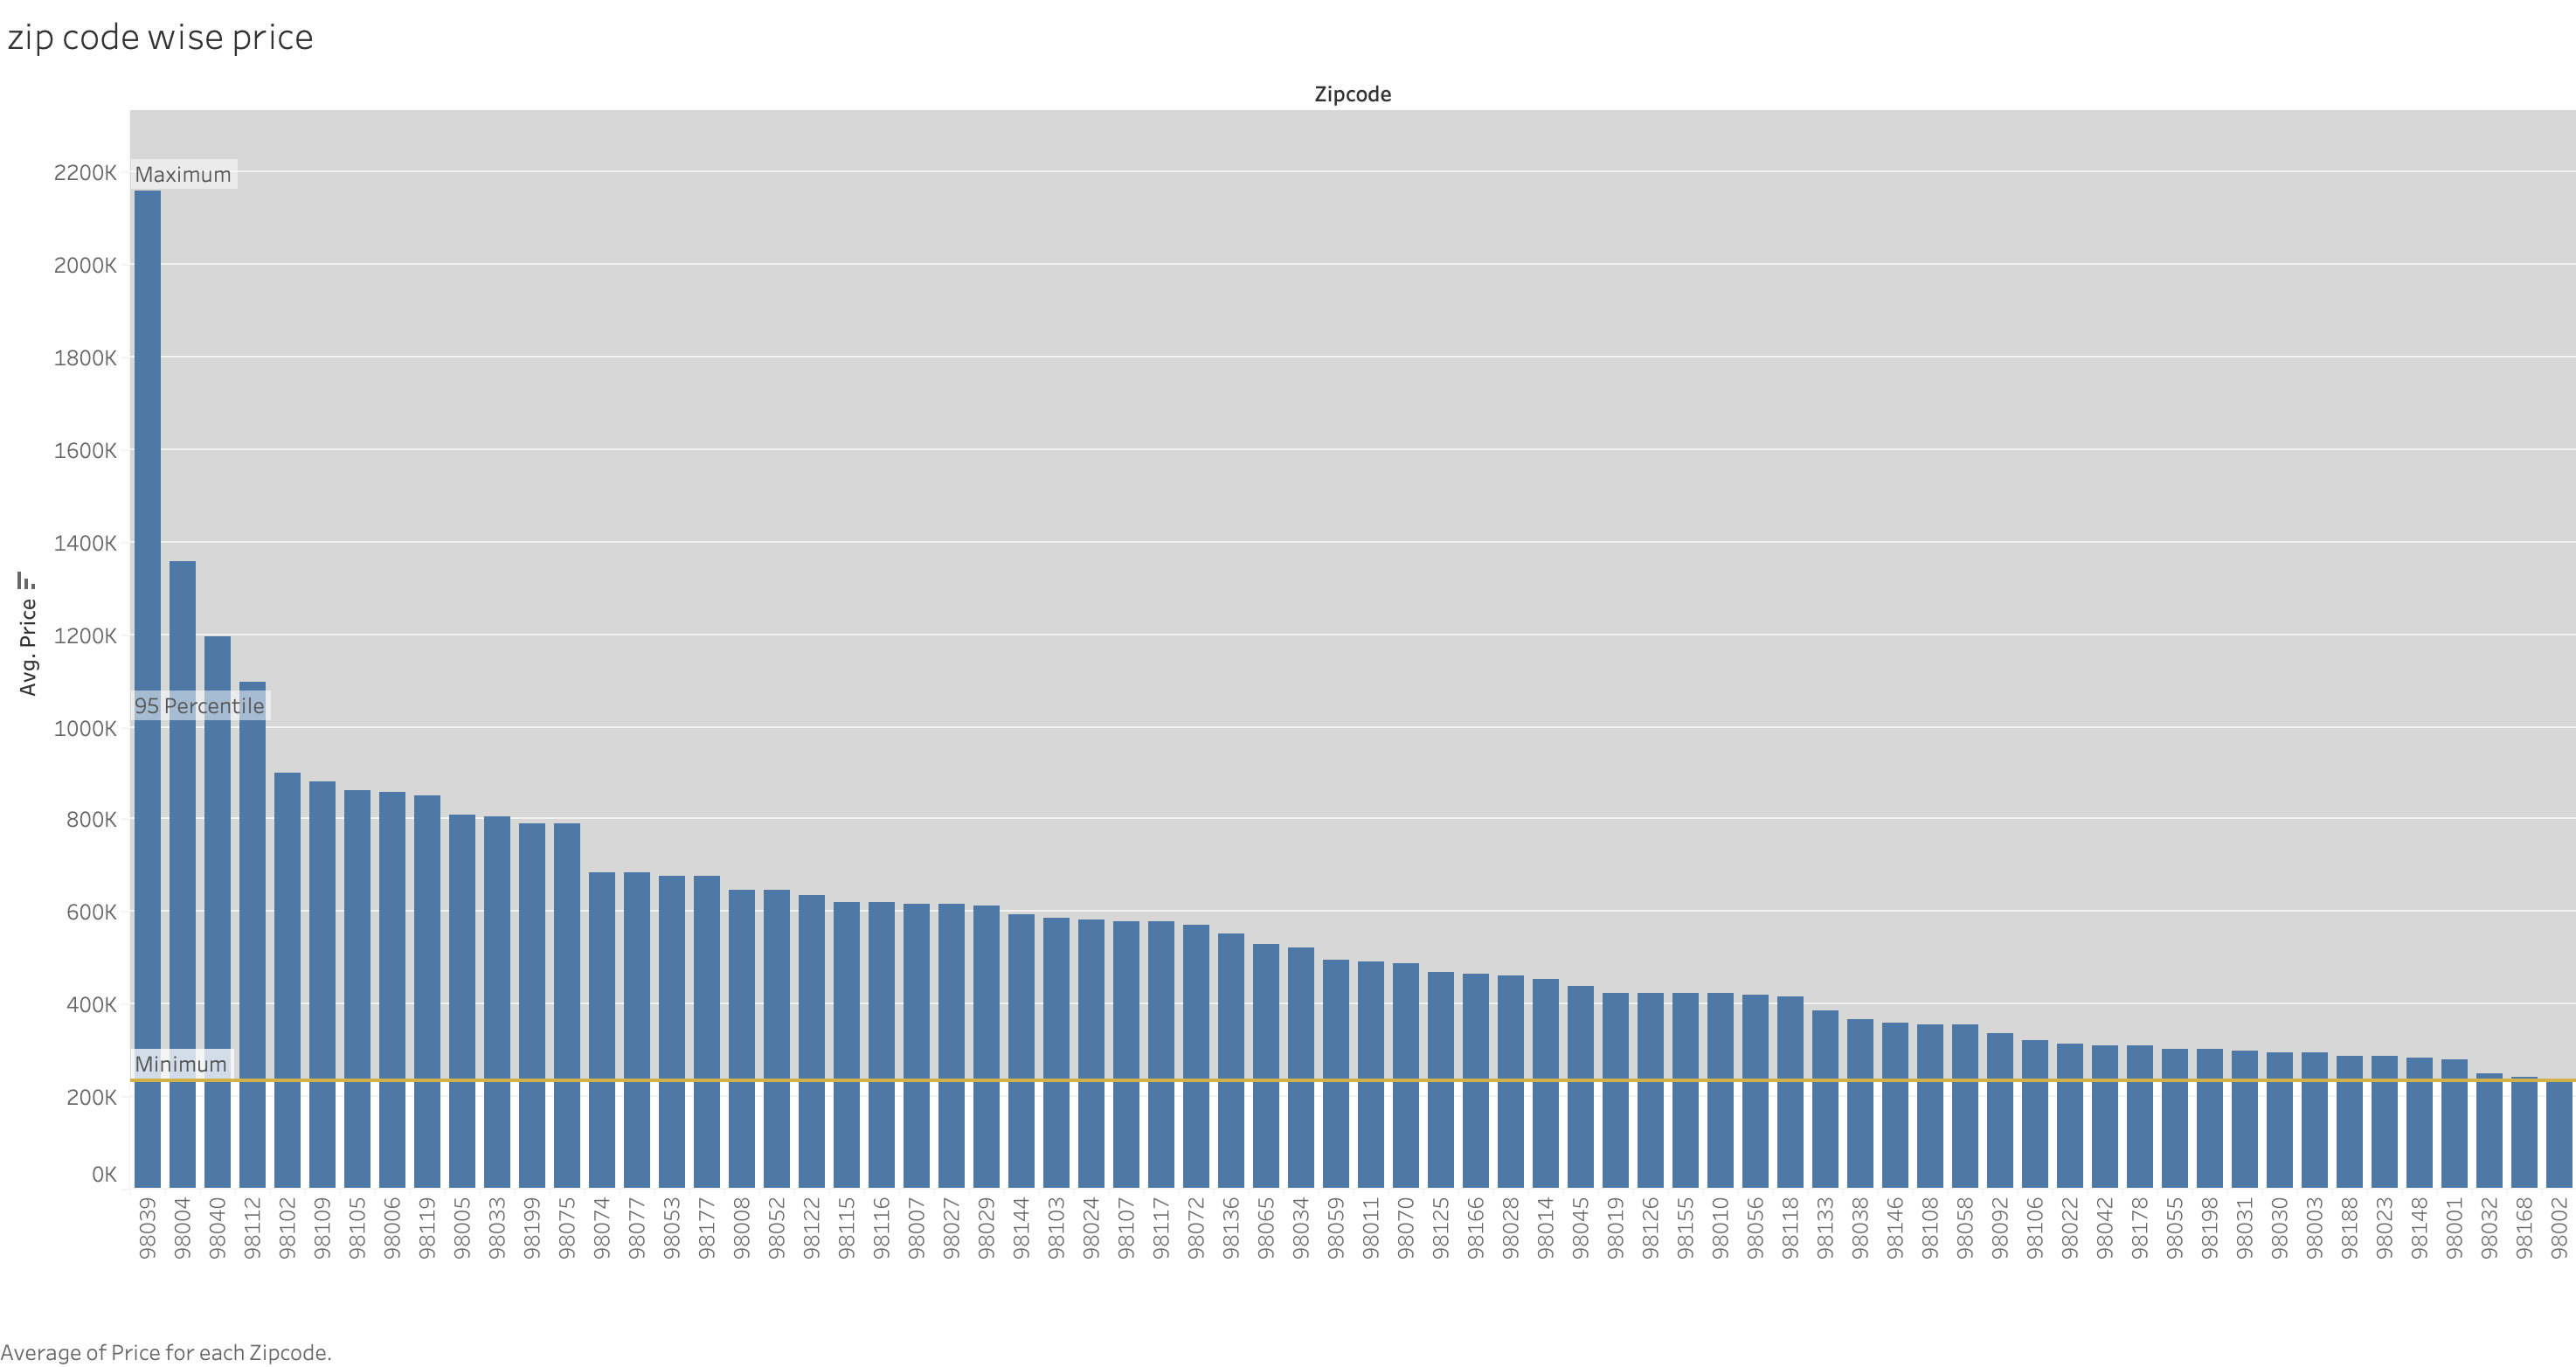 zip code wise price
Zipcode
2200K
Maximum
2000K
1800K
1600K
1400K
1200K
95 Percentile
1000K
800K
600K
400K
Minimum
200K
0K
Avg. Price
98039 98004 98040 98112 98102 98109 98105 98006 98119 98005 98033 98199 98075 98074 98077 98053 98177 98008 98052 98122 98115 98116 98007 98027 98029 98144 98103 98024 98107 98117 98072 98136 98065 98034 98059 98011 98070 98125 98166 98028 98014 98045 98019 98126 98155 98010 98056 98118 98133 98038 98146 98108 98058 98092 98106 98022 98042 98178 98055 98198 98031 98030 98003 98188 98023 98148 98001 98032 98168 98002
Average of Price for each Zipcode.